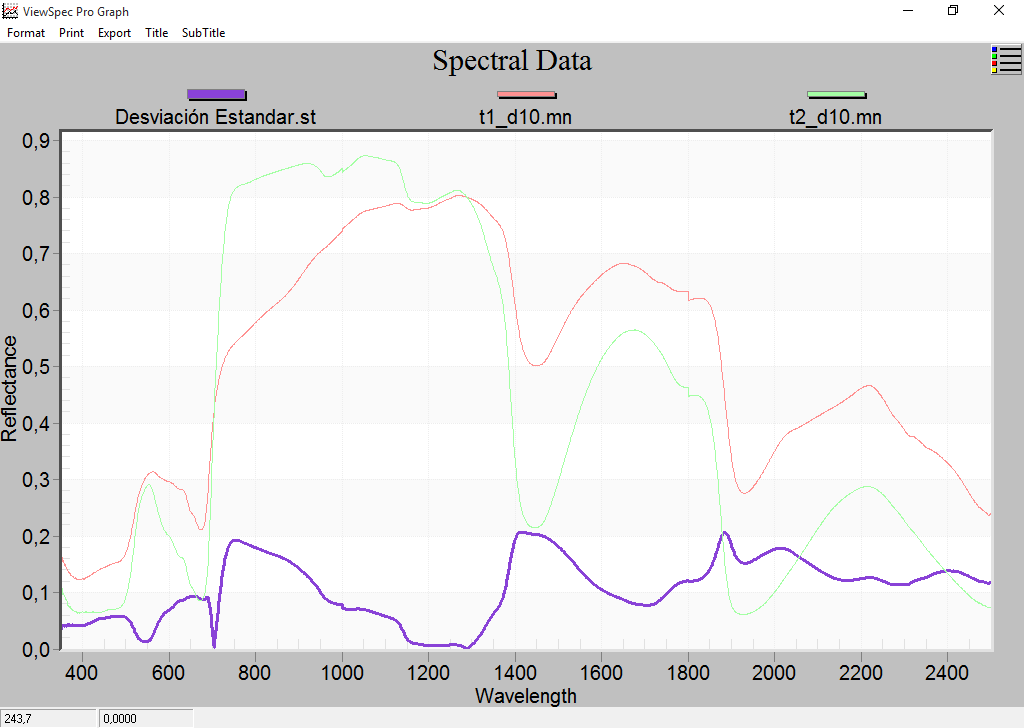 ViewSpec Pro Graph
Format Print Export Title SubTitle
Spectral Data
Desviación Estandar.st t1_d10.mn t2_d10.mn
0,9
0,8
0,7
0,6
0,5
0,4
0,3
0,2
0,1
0,0
Reflectance
400 600 800 1000 1200 1400 1600 1800 2000 2200 2400
Wavelength
243,7 0,0000